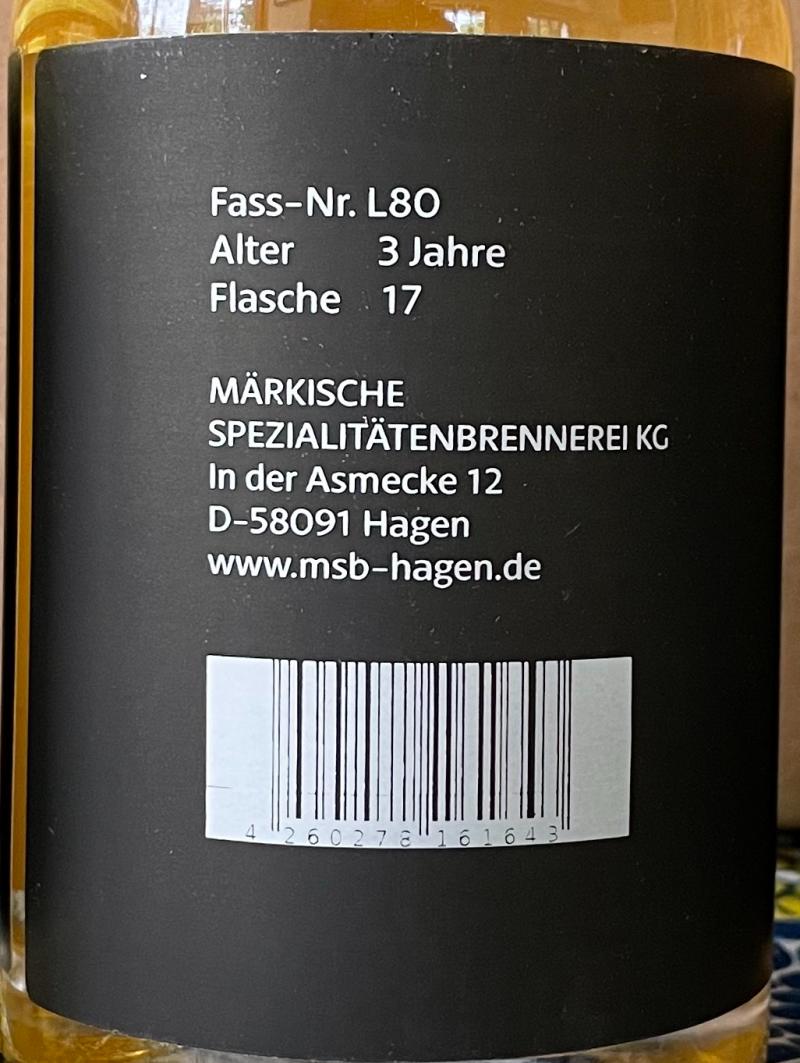 Fass-Nr. L80
Alter 3 Jahre
Flasche 17
MÄRKISCHE
SPEZIALITÄTENBRENNEREI KG
In der Asmecke 12
D-58091 Hagen
www.msb-hagen.de
4 260278 161643